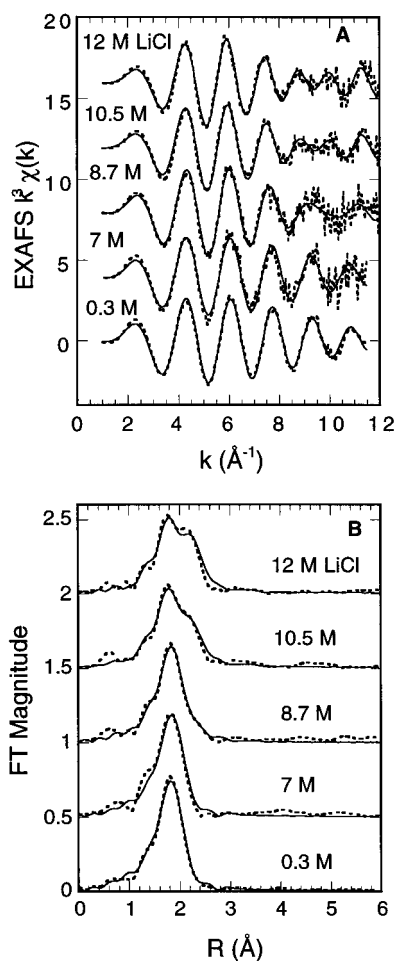 A
20
15
10
5
0
EXAFS k³ χ(k)
12 M LiCl
10.5 M
8.7 M
7 M
0.3 M
0 2 4 6 8 10 12
k (Å⁻¹)
B
2.5
2
1.5
1
0.5
0
FT Magnitude
12 M LiCl
10.5 M
8.7 M
7 M
0.3 M
0 1 2 3 4 5 6
R (Å)